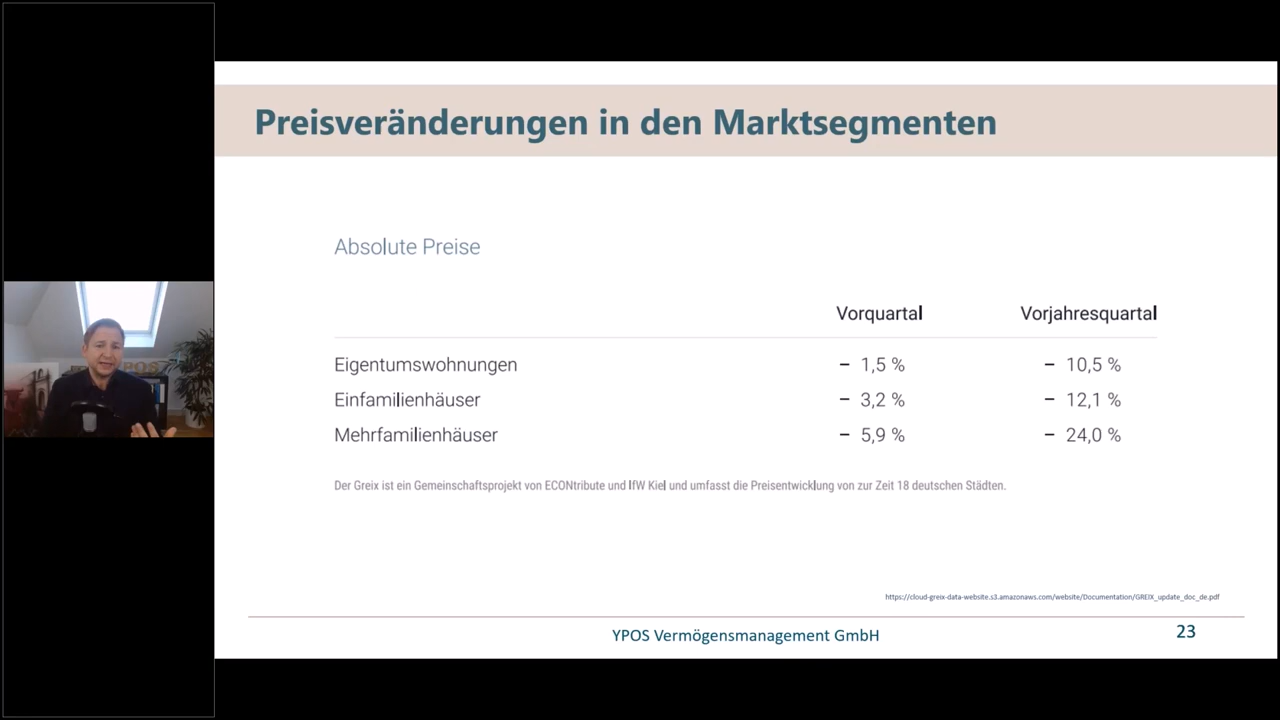 Preisveränderungen in den Marktsegmenten
Absolute Preise
Vorquartal Vorjahresquartal
Eigentumswohnungen – 1,5 % – 10,5 %
Einfamilienhäuser – 3,2 % – 12,1 %
Mehrfamilienhäuser – 5,9 % – 24,0 %
Der Greix ist ein Gemeinschaftsprojekt von ECONtribute und IfW Kiel und umfasst die Preisentwicklung von zur Zeit 18 deutschen Städten.
https://cloud-greix-data-website.s3.amazonaws.com/website/Documentation/GREIX_update_doc_de.pdf
YPOS Vermögensmanagement GmbH
23
YPOS